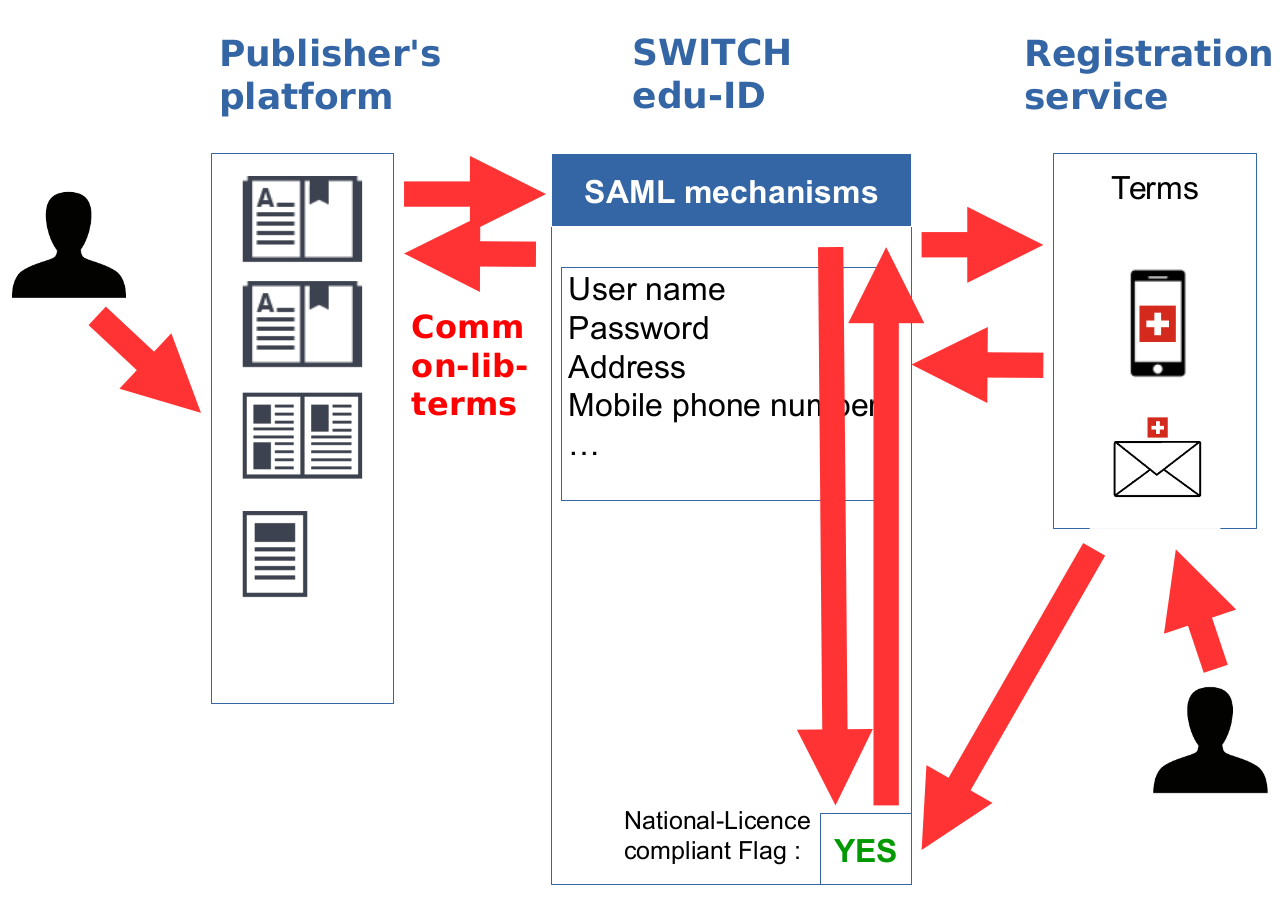 Publisher's
platform
SWITCH
edu-ID
Registration
service
SAML mechanisms
Terms
User name
Password
Address
Mobile phone number
…
Comm
on-lib-
terms
National-Licence
compliant Flag :
YES
A
A